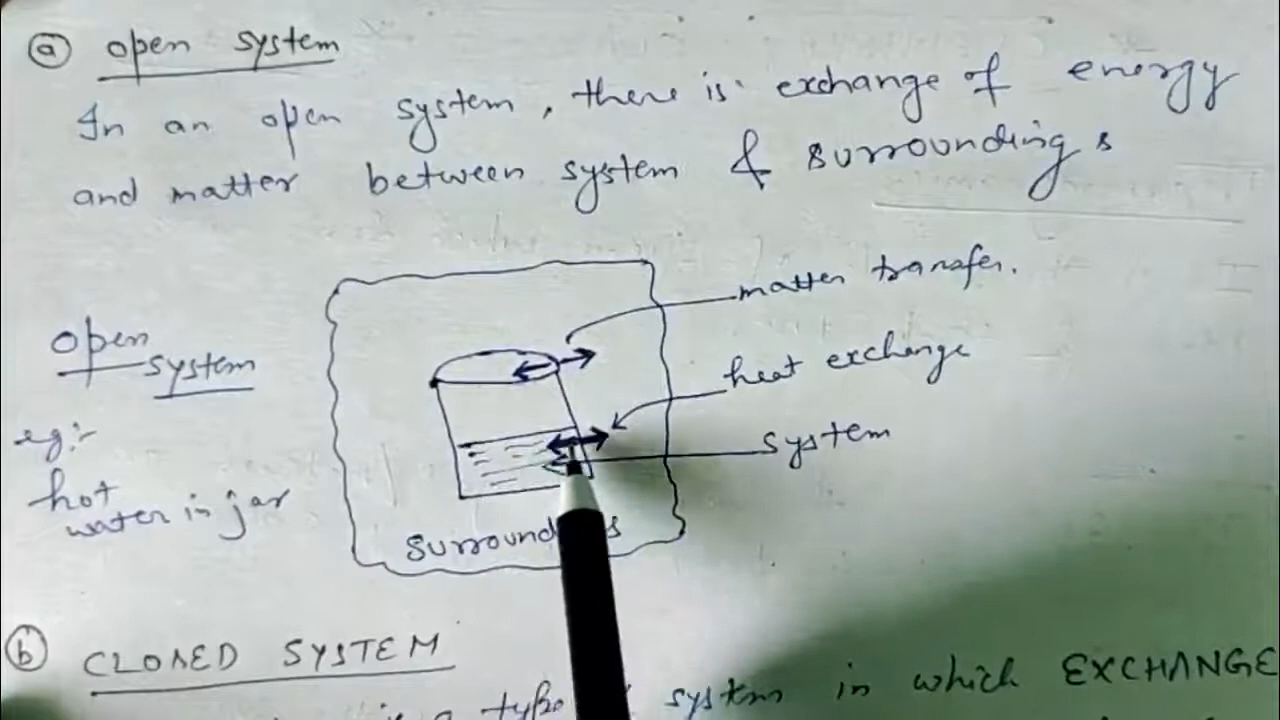 ⓐ open system
In an open system, there is exchange of energy
and matter between system & surroundings
matter transfer.
open
system
heat exchange
system
eg:-
hot
water in jar
ⓑ CLOSED SYSTEM
is a system in which EXCHANGE